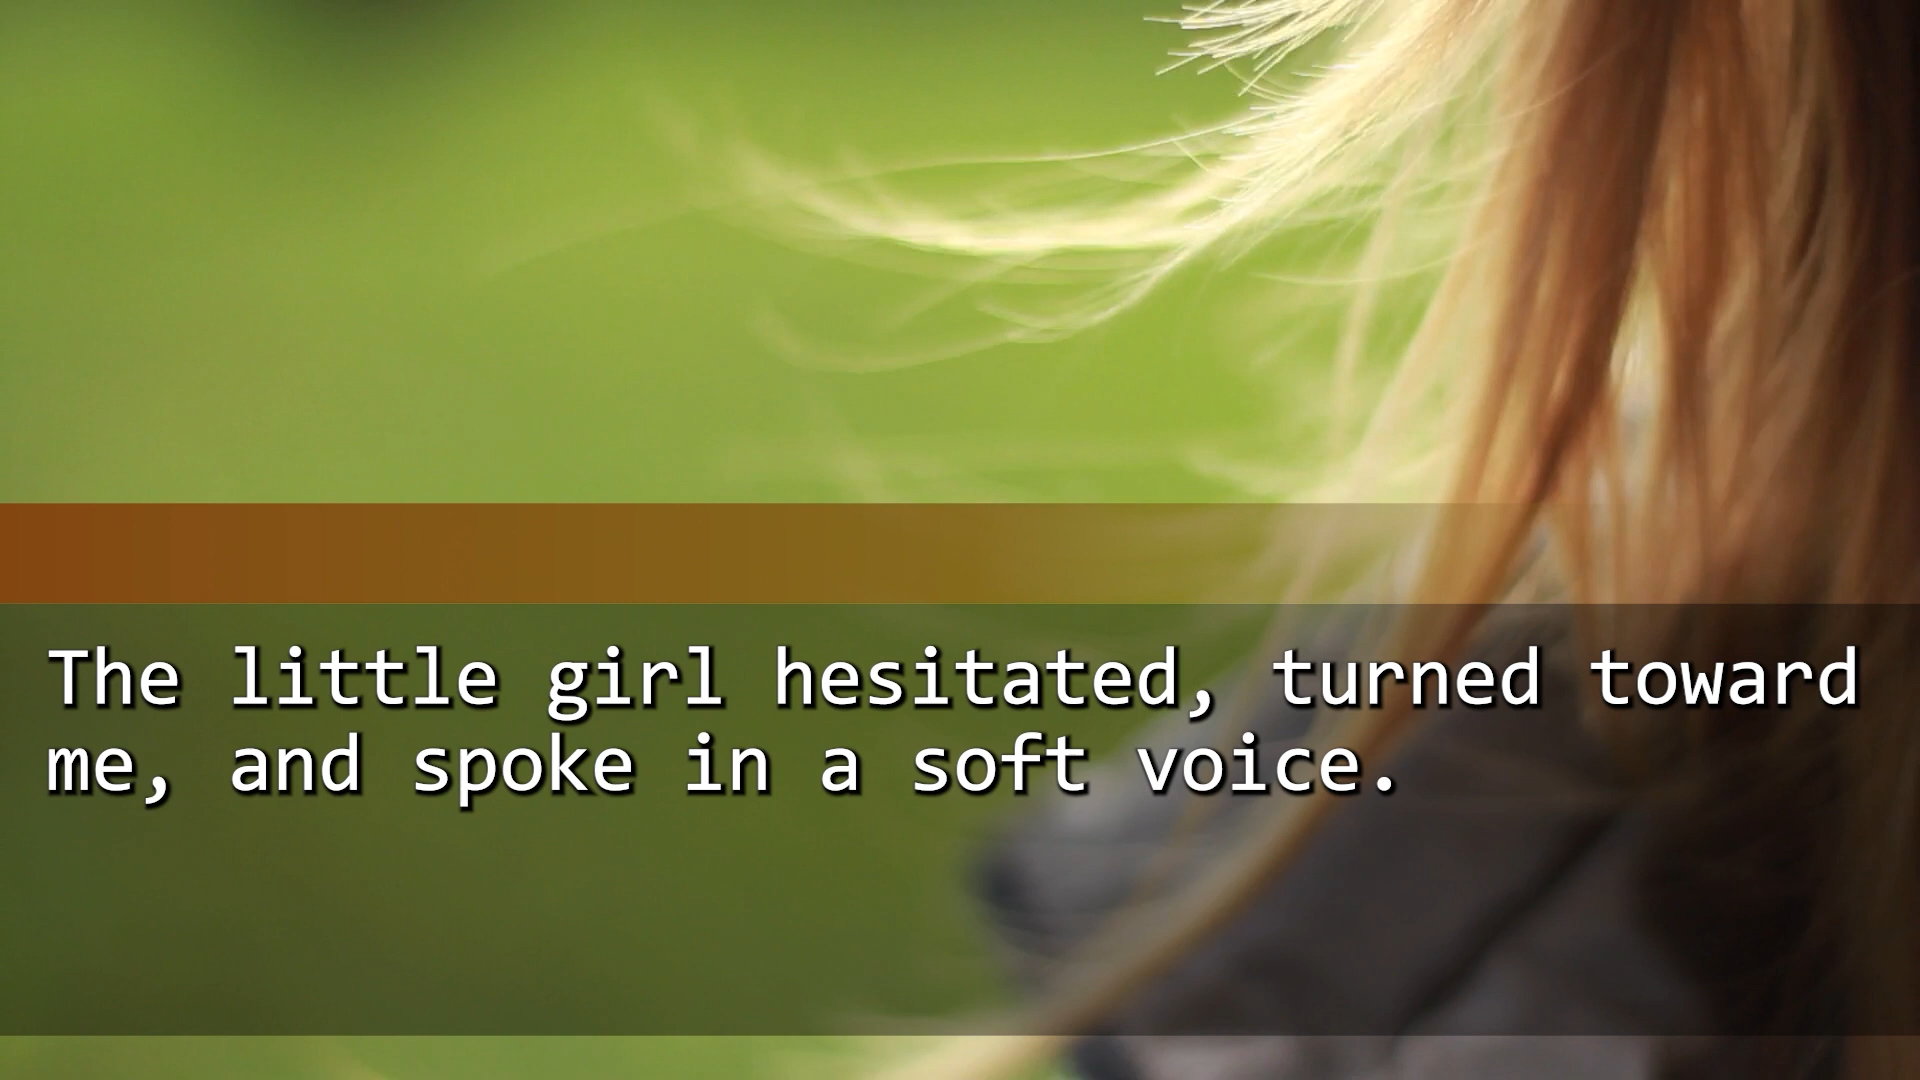 The little girl hesitated, turned toward
me, and spoke in a soft voice.